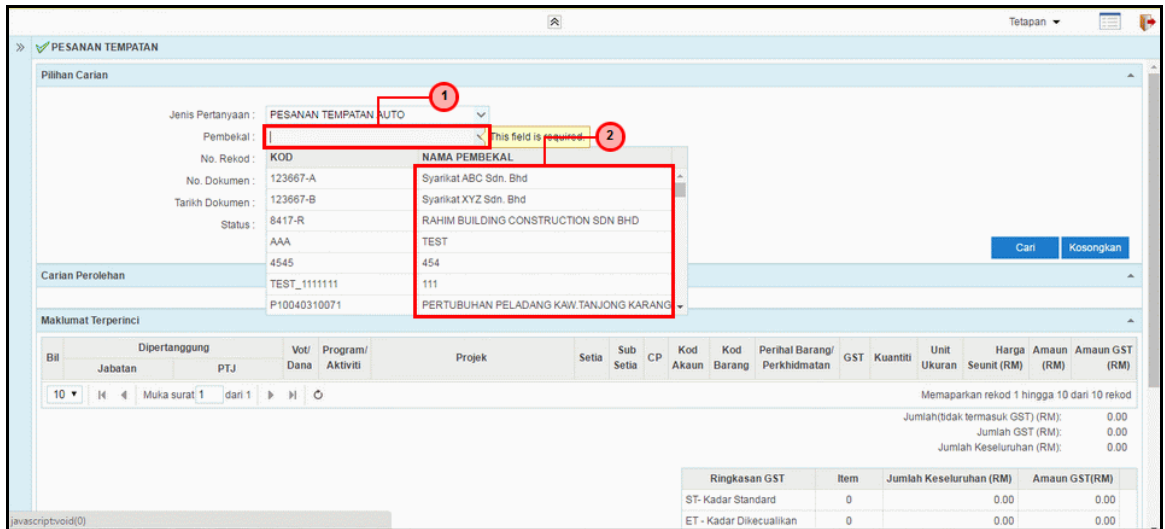 Tetapan
PESANAN TEMPATAN
Pilihan Carian
1
Jenis Pertanyaan : PESANAN TEMPATAN AUTO
Pembekal : This field is required. 2
No. Rekod : KOD NAMA PEMBEKAL
No. Dokumen : 123667-A Syarikat ABC Sdn. Bhd
Tarikh Dokumen : 123667-B Syarikat XYZ Sdn. Bhd
Status : 8417-R RAHIM BUILDING CONSTRUCTION SDN BHD
AAA TEST
Cari Kosongkan
4545 454
Carian Perolehan
TEST_1111111 111
P10040310071 PERTUBUHAN PELADANG KAW.TANJONG KARANG
Maklumat Terperinci
Bil Dipertanggung Vot/ Dana Program/ Aktiviti Projek Setia Sub Setia CP Kod Akaun Kod Barang Perihal Barang/ Perkhidmatan GST Kuantiti Unit Ukuran Harga Seunit (RM) Amaun (RM) Amaun GST (RM)
Jabatan PTJ
10 Muka surat 1 dari 1 Memaparkan rekod 1 hingga 10 dari 10 rekod
Jumlah(tidak termasuk GST) (RM): 0.00
Jumlah GST (RM): 0.00
Jumlah Keseluruhan (RM): 0.00
Ringkasan GST Item Jumlah Keseluruhan (RM) Amaun GST(RM)
ST- Kadar Standard 0 0.00 0.00
ET - Kadar Dikecualikan 0 0.00 0.00
javascript:void(0)